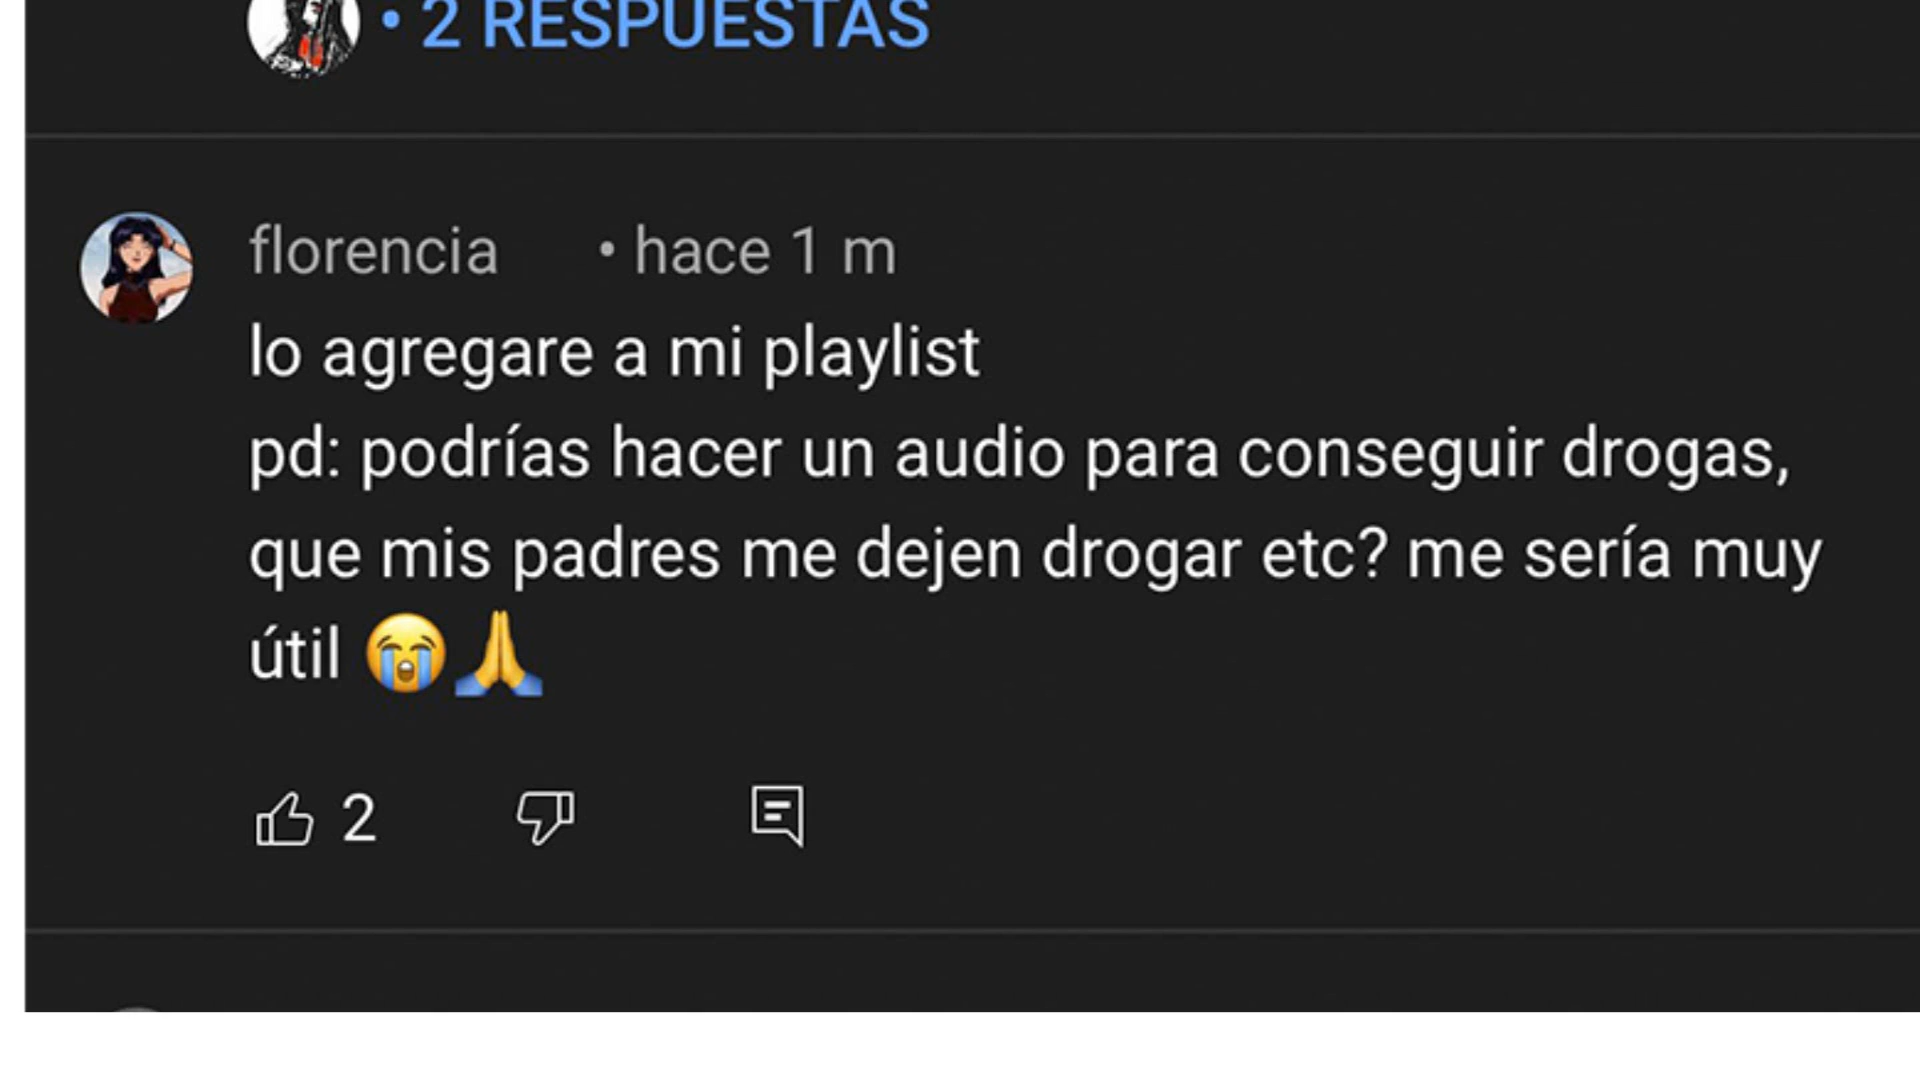 • 2 RESPUESTAS
florencia • hace 1 m
lo agregare a mi playlist
pd: podrías hacer un audio para conseguir drogas,
que mis padres me dejen drogar etc? me sería muy
útil 😭🙏
2